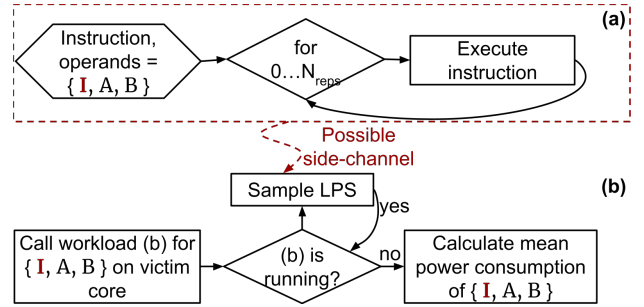 (a)
Instruction,
operands =
{ I, A, B }
for
0...Nreps
Execute
instruction
Possible
side-channel
(b)
Sample LPS
yes
Call workload (b) for
{ I, A, B } on victim
core
(b) is
running?
no
Calculate mean
power consumption
of { I, A, B }